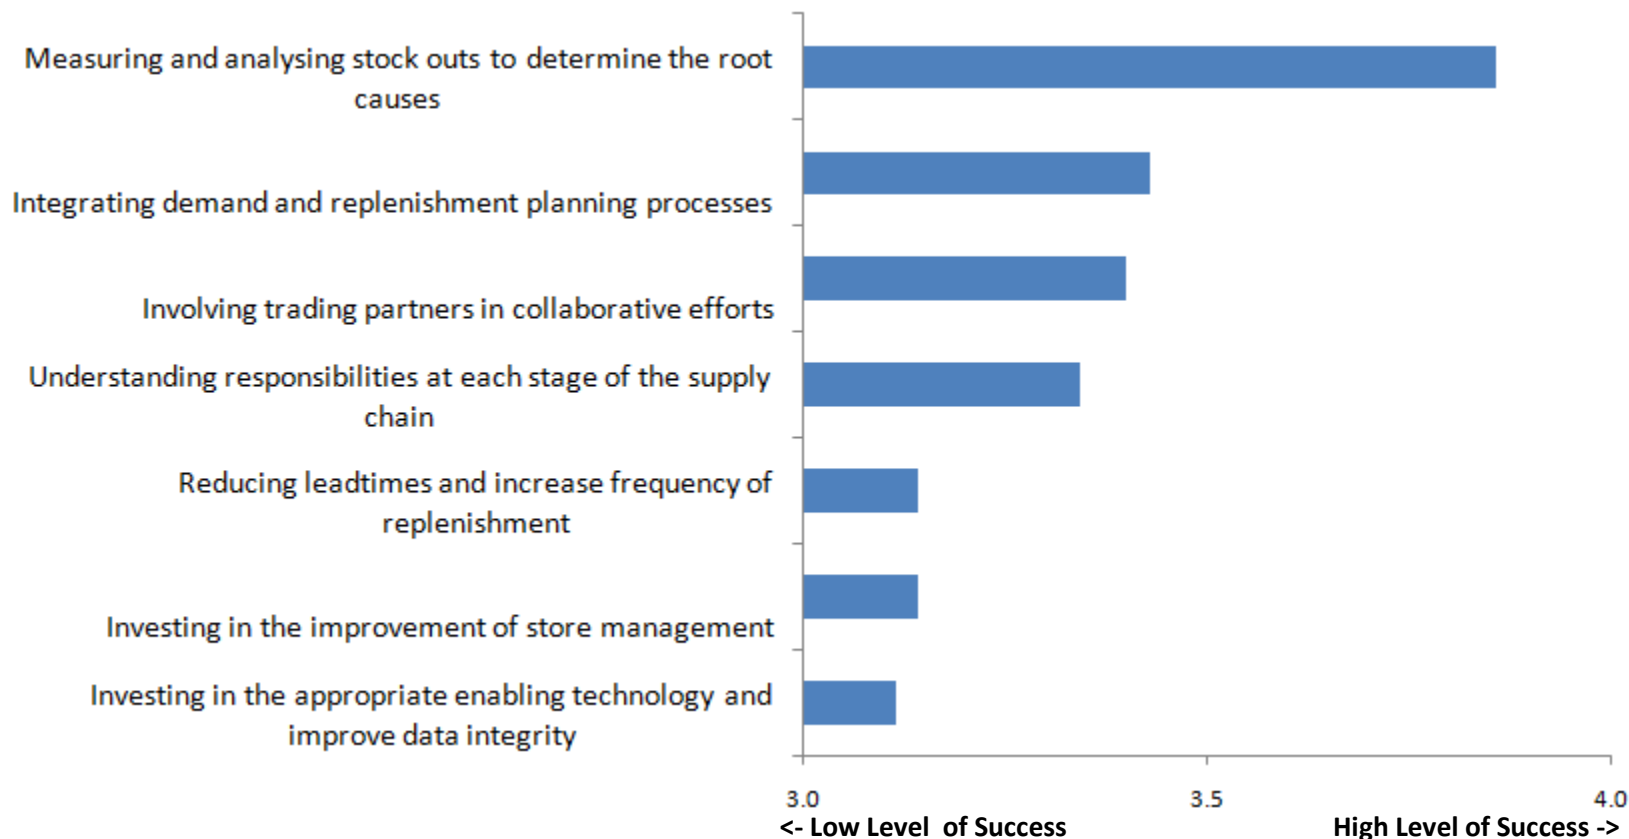 Measuring and analysing stock outs to determine the root
causes
Integrating demand and replenishment planning processes
Involving trading partners in collaborative efforts
Understanding responsibilities at each stage of the supply
chain
Reducing leadtimes and increase frequency of
replenishment
Investing in the improvement of store management
Investing in the appropriate enabling technology and
improve data integrity
3.0 3.5 4.0
<- Low Level of Success High Level of Success ->